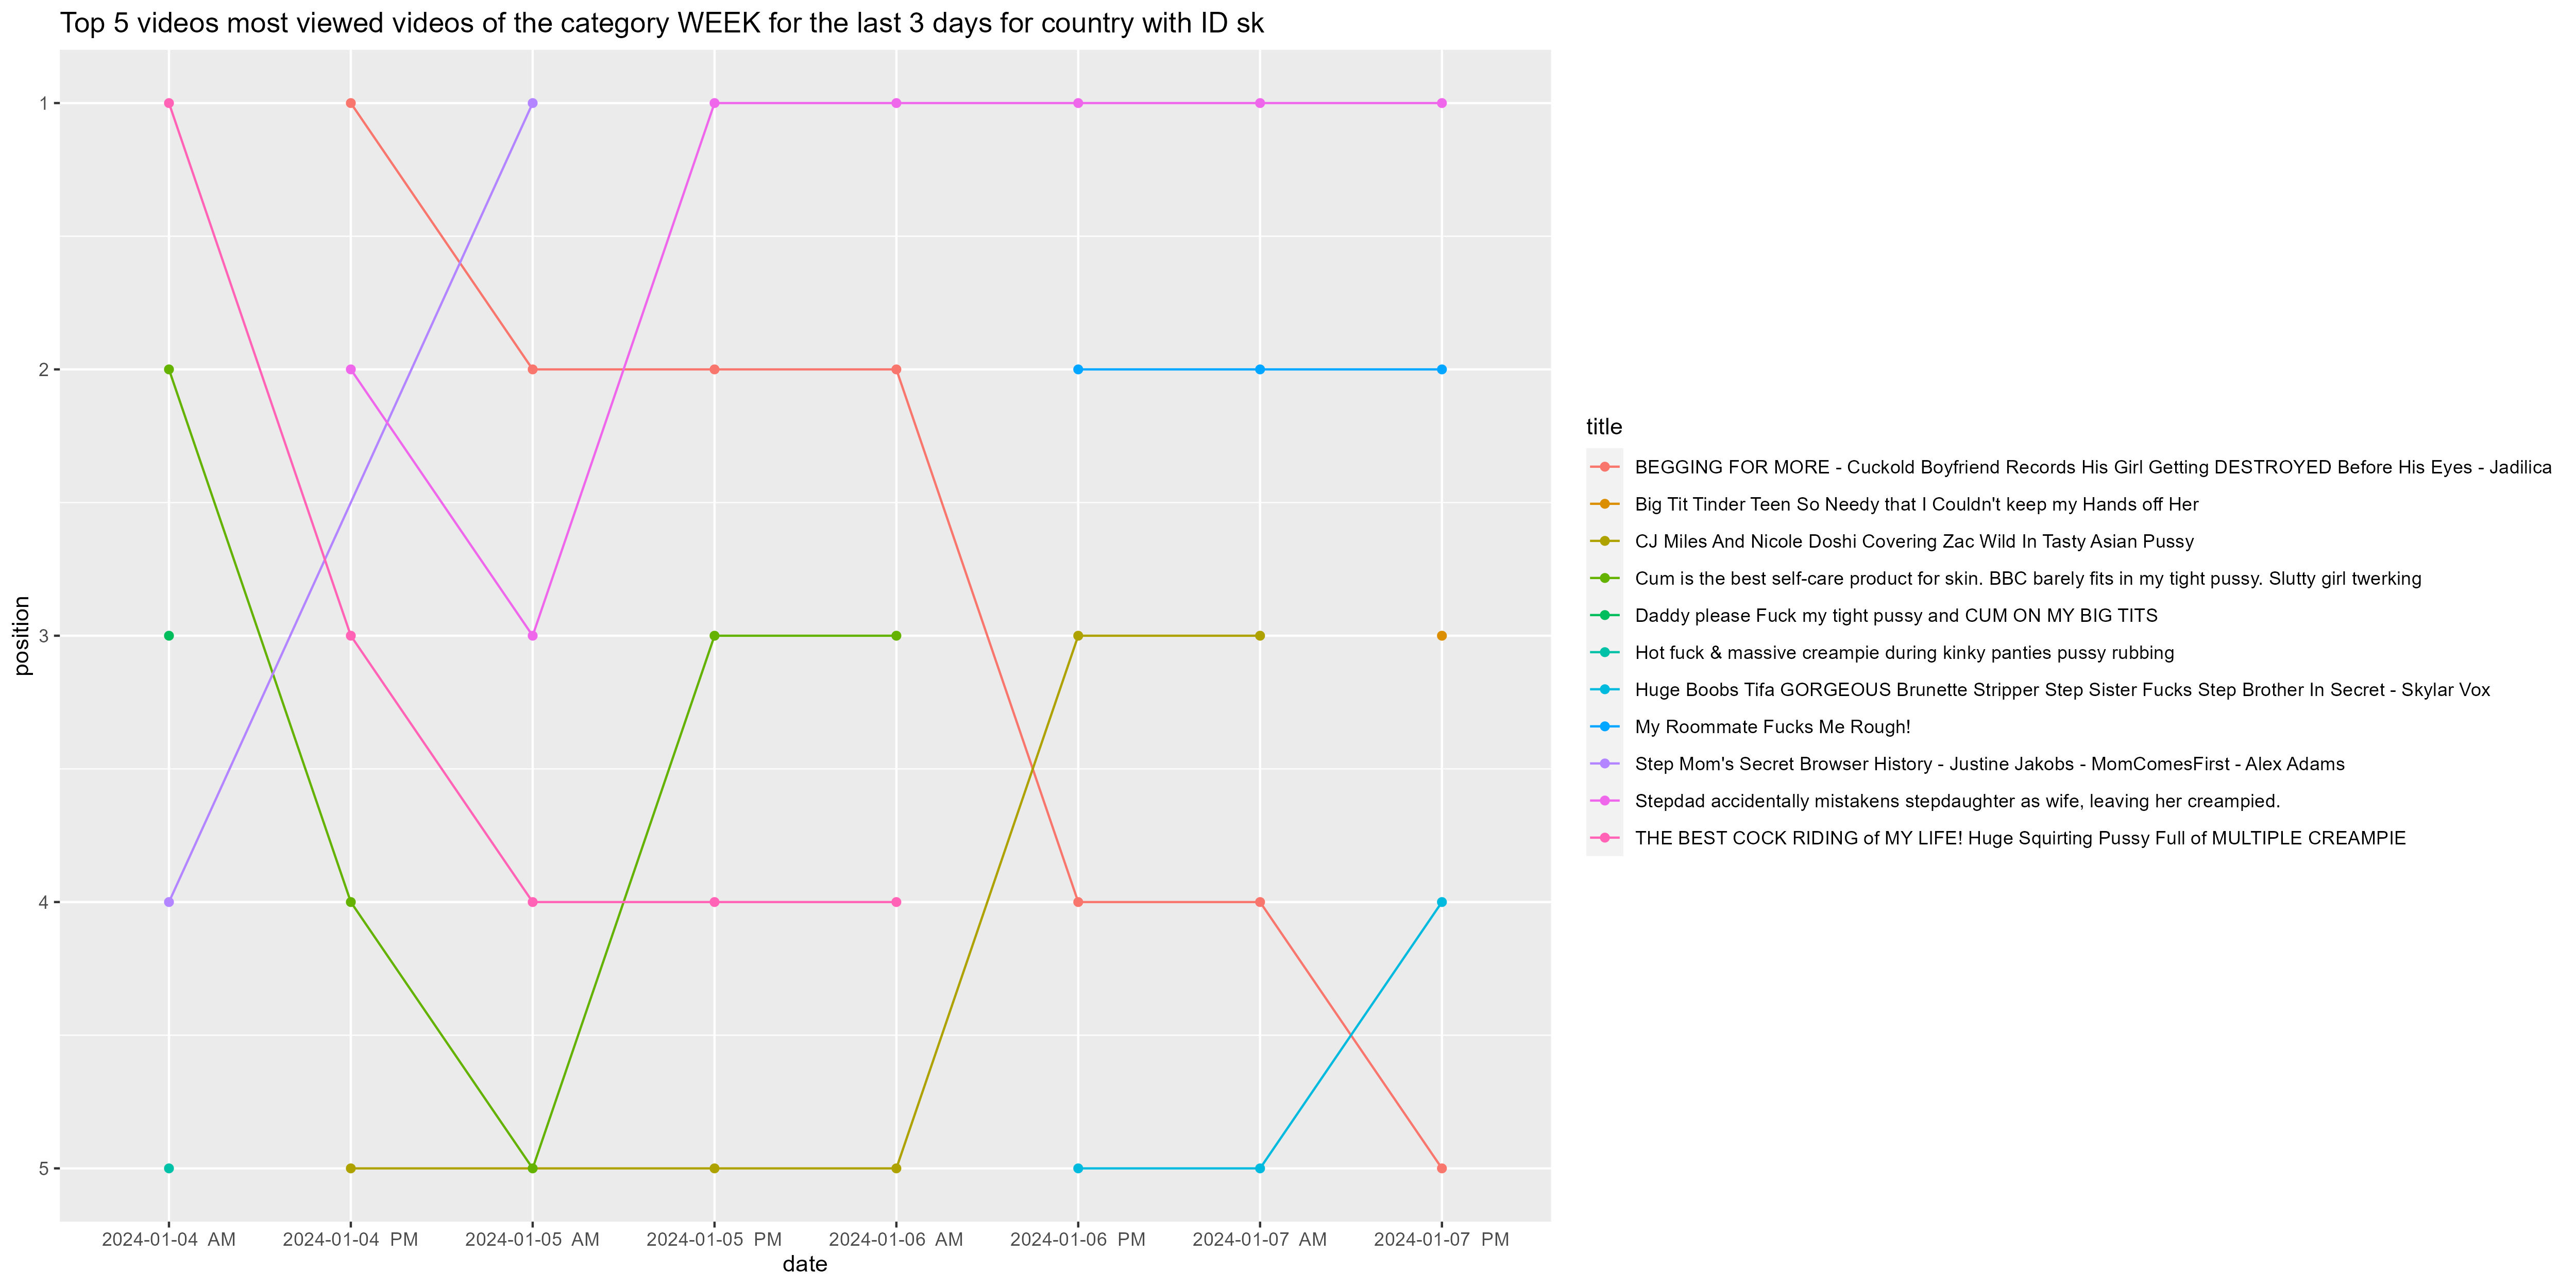 Top 5 videos most viewed videos of the category WEEK for the last 3 days for country with ID sk
position
1
2
3
4
5
2024-01-04 AM
2024-01-04 PM
2024-01-05 AM
2024-01-05 PM
2024-01-06 AM
2024-01-06 PM
2024-01-07 AM
2024-01-07 PM
date
title
BEGGING FOR MORE - Cuckold Boyfriend Records His Girl Getting DESTROYED Before His Eyes - Jadilica
Big Tit Tinder Teen So Needy that I Couldn't keep my Hands off Her
CJ Miles And Nicole Doshi Covering Zac Wild In Tasty Asian Pussy
Cum is the best self-care product for skin. BBC barely fits in my tight pussy. Slutty girl twerking
Daddy please Fuck my tight pussy and CUM ON MY BIG TITS
Hot fuck & massive creampie during kinky panties pussy rubbing
Huge Boobs Tifa GORGEOUS Brunette Stripper Step Sister Fucks Step Brother In Secret - Skylar Vox
My Roommate Fucks Me Rough!
Step Mom's Secret Browser History - Justine Jakobs - MomComesFirst - Alex Adams
Stepdad accidentally mistakens stepdaughter as wife, leaving her creampied.
THE BEST COCK RIDING of MY LIFE! Huge Squirting Pussy Full of MULTIPLE CREAMPIE